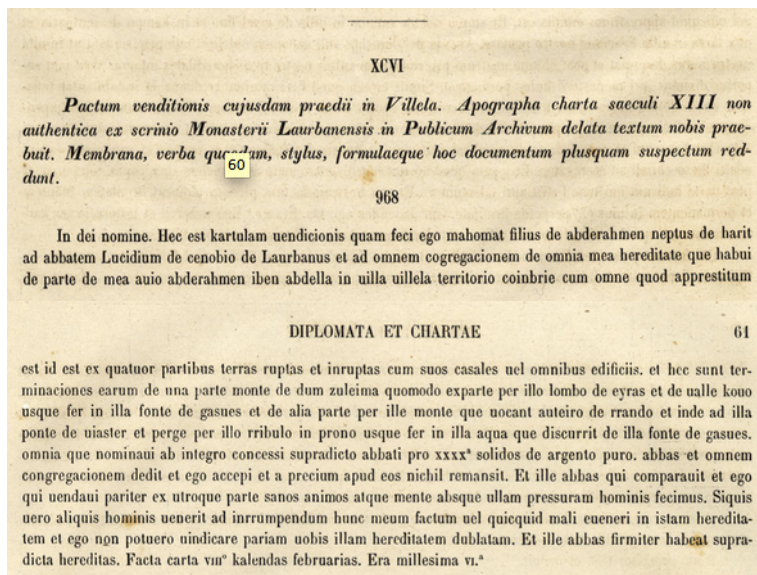 XCVI
Pactum venditionis cujusdam praedii in Villela. Apographa charta saeculi XIII non
authentica ex scrinio Monasterii Laurbanensis in Publicum Archivum delata textum nobis prae-
buit. Membrana, verba quaedam, stylus, formulaeque hoc documentum plusquam suspectum red-
60
dunt.
968
In dei nomine. Hec est kartulam uendicionis quam feci ego mahomat filius de abderahmen neptus de harit
ad abbatem Lucidium de cenobio de Laurbanus et ad omnem cogregacionem de omnia mea hereditate que habui
de parte de mea auio abderahmen iben abdella in uilla uillela territorio coinbrie cum omne quod apprestitum
DIPLOMATA ET CHARTAE 61
est id est ex quatuor partibus terras ruptas et inruptas cum suos casales uel omnibus edificiis. et hec sunt ter-
minaciones earum de una parte monte de dum zuleima quomodo exparte per illo lombo de eyras et de ualle kouo
usque fer in illa fonte de gasues et de alia parte per ille monte que uocant auteiro de rrando et inde ad illa
ponte de uiaster et perge per illo rribulo in prono usque fer in illa aqua que discurrit de illa fonte de gasues.
omnia que nominaui ab integro concessi supradicto abbati pro xxxxª solidos de argento puro. abbas et omnem
congregacionem dedit et ego accepi et a precium apud eos nichil remansit. Et ille abbas qui comparauit et ego
qui uendaui pariter ex utroque parte sanos animos atque mente absque ullam pressuram hominis fecimus. Siquis
uero aliquis hominis uenerit ad inrrumpendum hunc meum factum uel quicquid mali eueneri in istam heredita-
tem et ego non potuero uindicare pariam uobis illam hereditatem dublatam. Et ille abbas firmiter habeat supra-
dicta hereditas. Facta carta viiiº kalendas februarias. Era millesima vi.ª